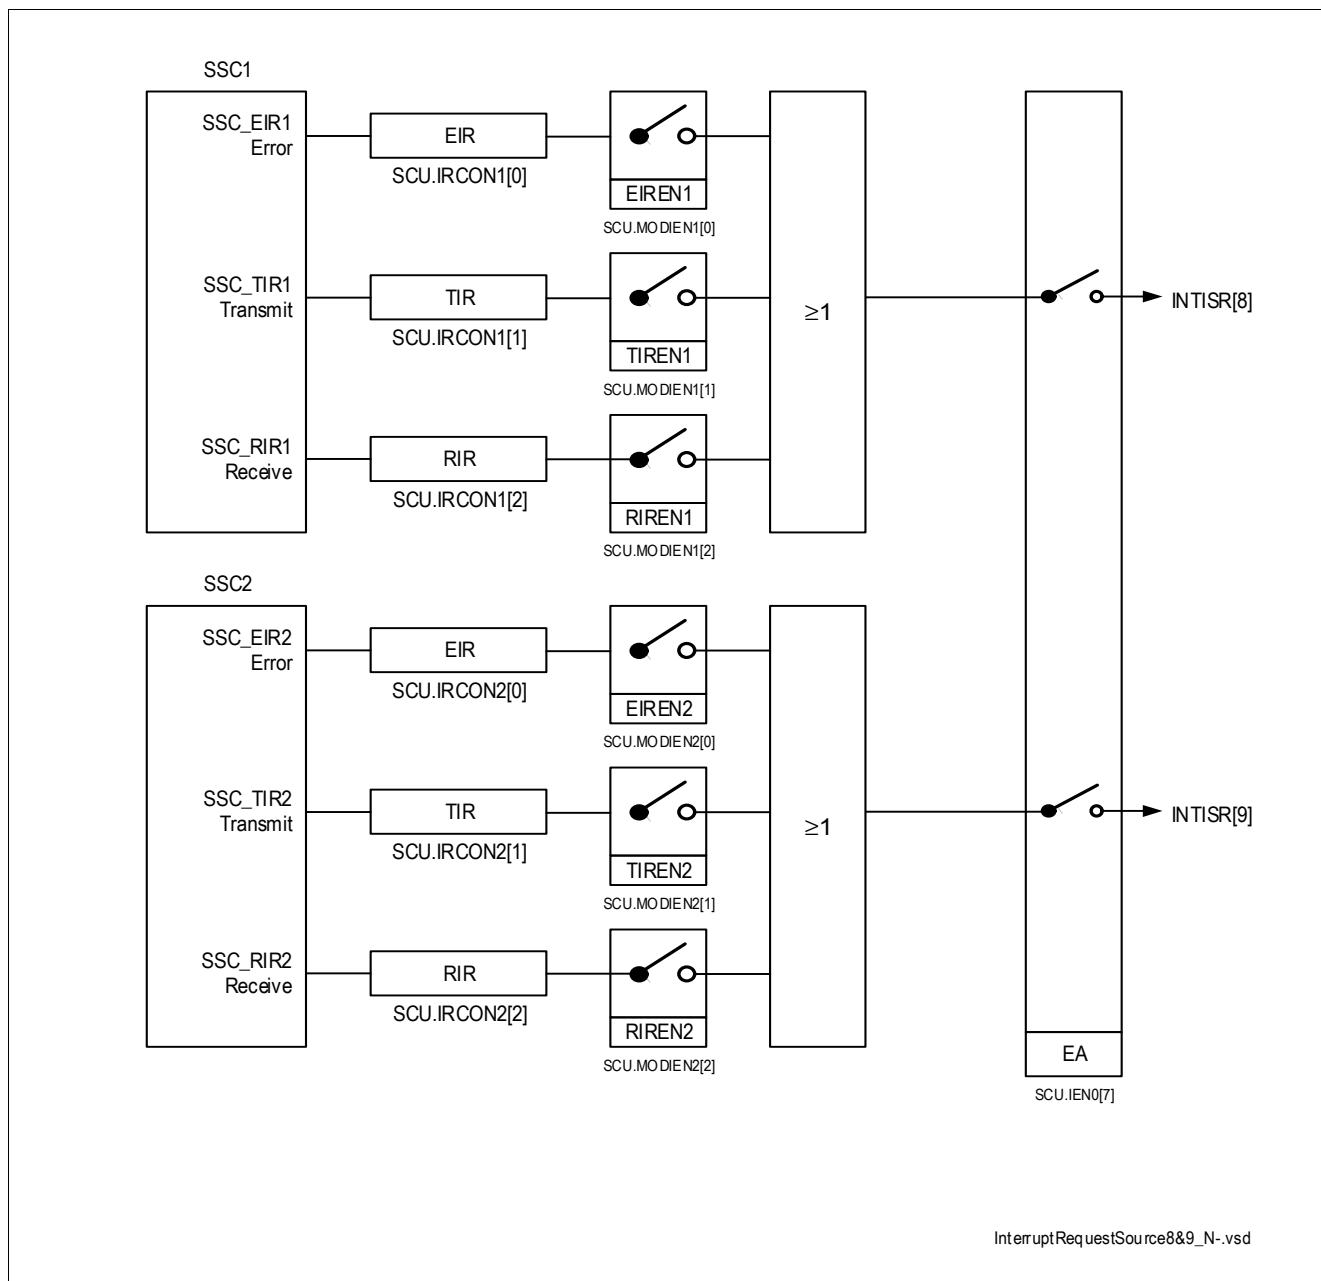 SSC1
SSC_EIR1
Error
EIR
SCU.IRCON1[0]
EIREN1
SCU.MODIEN1[0]
SSC_TIR1
Transmit
TIR
SCU.IRCON1[1]
TIREN1
SCU.MODIEN1[1]
≥1
INTISR[8]
SSC_RIR1
Receive
RIR
SCU.IRCON1[2]
RIREN1
SCU.MODIEN1[2]
SSC2
SSC_EIR2
Error
EIR
SCU.IRCON2[0]
EIREN2
SCU.MODIEN2[0]
SSC_TIR2
Transmit
TIR
SCU.IRCON2[1]
TIREN2
SCU.MODIEN2[1]
≥1
INTISR[9]
SSC_RIR2
Receive
RIR
SCU.IRCON2[2]
RIREN2
SCU.MODIEN2[2]
EA
SCU.IEN0[7]
InterruptRequestSource8&9_N-.vsd